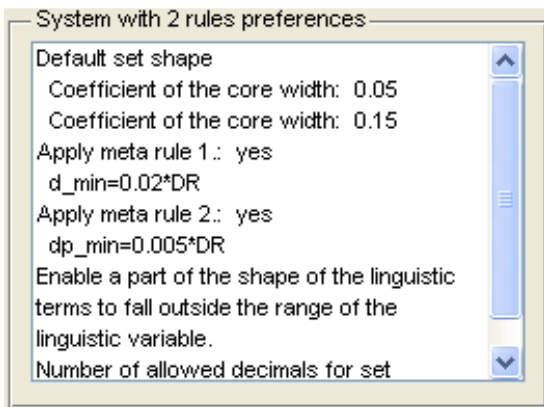 System with 2 rules preferences
Default set shape
Coefficient of the core width: 0.05
Coefficient of the core width: 0.15
Apply meta rule 1.: yes
d_min=0.02*DR
Apply meta rule 2.: yes
dp_min=0.005*DR
Enable a part of the shape of the linguistic
terms to fall outside the range of the
linguistic variable.
Number of allowed decimals for set